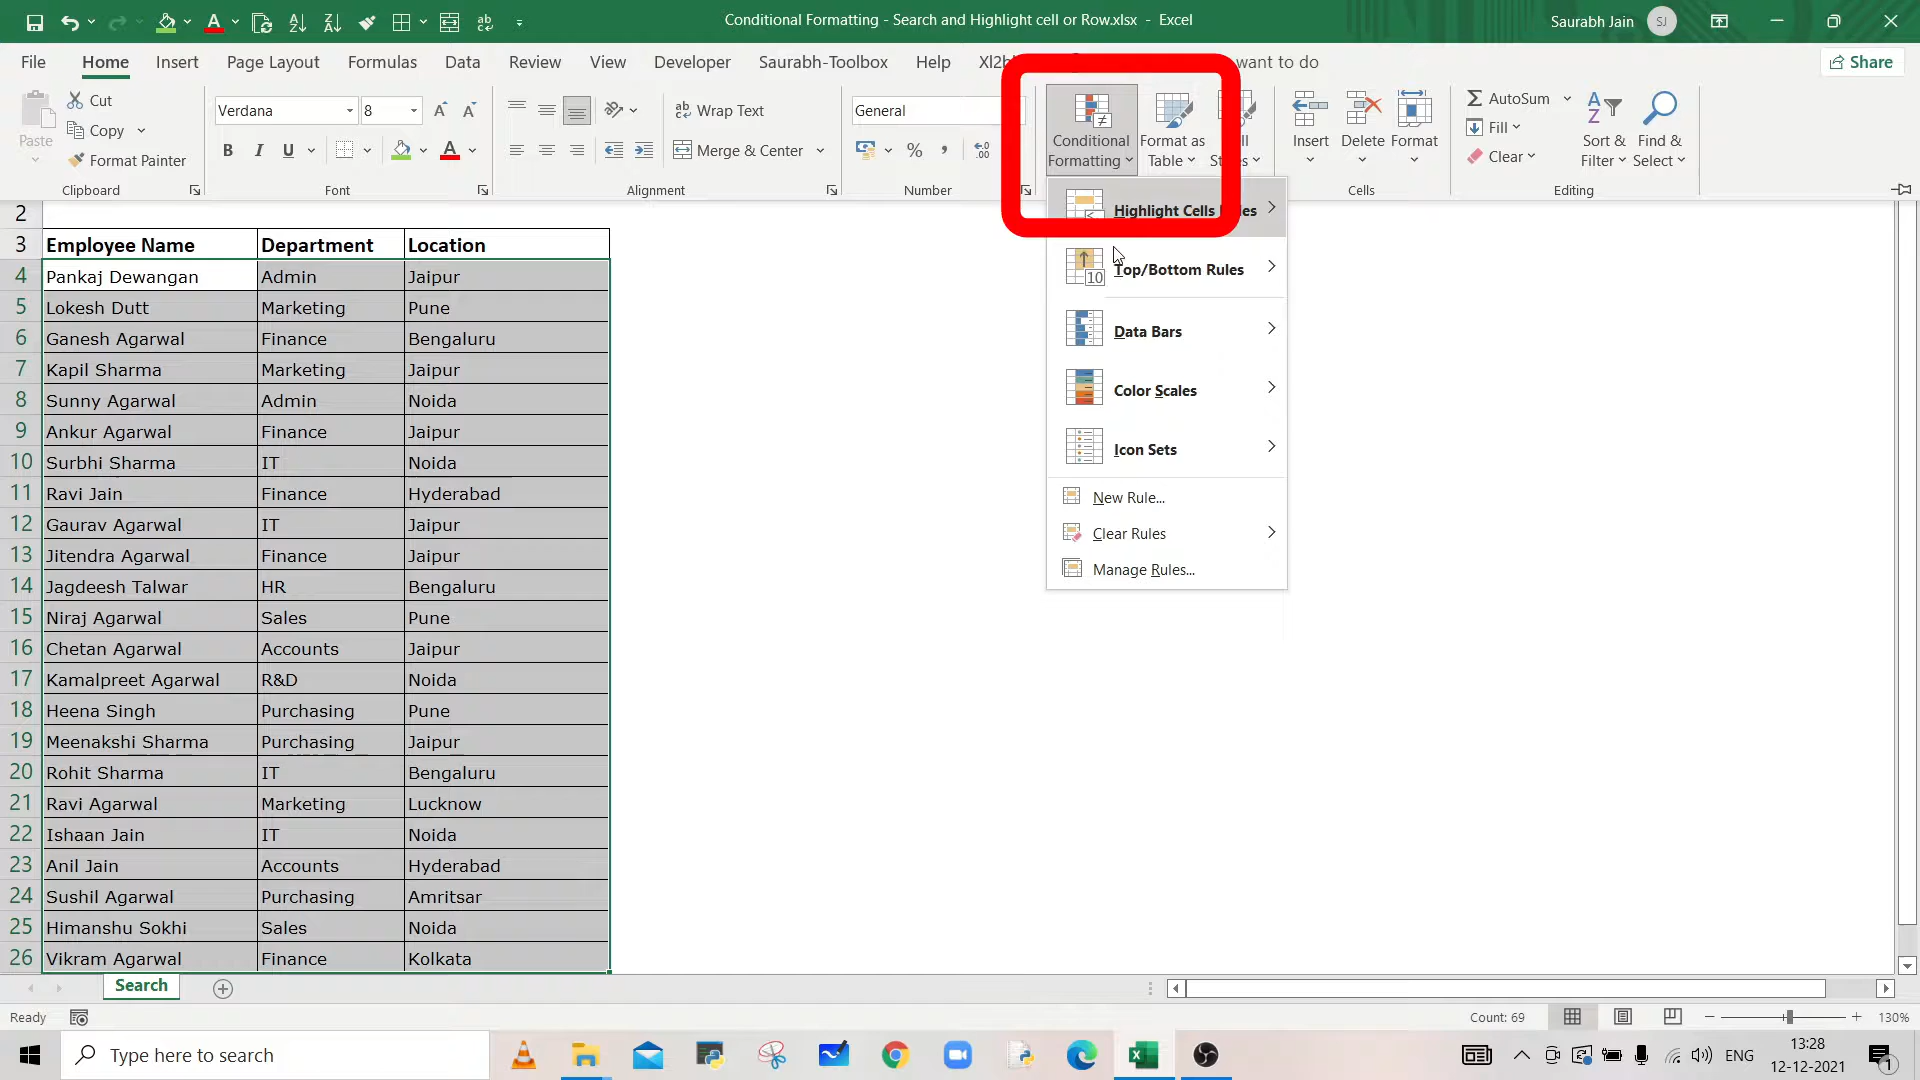 Conditional Formatting - Search and Highlight cell or Row.xlsx - Excel
Saurabh Jain SJ
File Home Insert Page Layout Formulas Data Review View Developer Saurabh-Toolbox Help want to do Share
Paste
Cut
Copy
Format Painter
Clipboard
Verdana 8
B I U
Font
Wrap Text
Merge & Center
Alignment
General
Number
Conditional Formatting
Format as Table
Insert Delete Format
Cells
AutoSum
Fill
Clear
Sort & Filter
Find & Select
Editing
Highlight Cells
Top/Bottom Rules
Data Bars
Color Scales
Icon Sets
New Rule...
Clear Rules
Manage Rules...
2
3 Employee Name Department Location
4 Pankaj Dewangan Admin Jaipur
5 Lokesh Dutt Marketing Pune
6 Ganesh Agarwal Finance Bengaluru
7 Kapil Sharma Marketing Jaipur
8 Sunny Agarwal Admin Noida
9 Ankur Agarwal Finance Jaipur
10 Surbhi Sharma IT Noida
11 Ravi Jain Finance Hyderabad
12 Gaurav Agarwal IT Jaipur
13 Jitendra Agarwal Finance Jaipur
14 Jagdeesh Talwar HR Bengaluru
15 Niraj Agarwal Sales Pune
16 Chetan Agarwal Accounts Jaipur
17 Kamalpreet Agarwal R&D Noida
18 Heena Singh Purchasing Pune
19 Meenakshi Sharma Purchasing Jaipur
20 Rohit Sharma IT Bengaluru
21 Ravi Agarwal Marketing Lucknow
22 Ishaan Jain IT Noida
23 Anil Jain Accounts Hyderabad
24 Sushil Agarwal Purchasing Amritsar
25 Himanshu Sokhi Sales Noida
26 Vikram Agarwal Finance Kolkata
Search
Ready
Count: 69
130%
Type here to search
ENG
13:28
12-12-2021
1